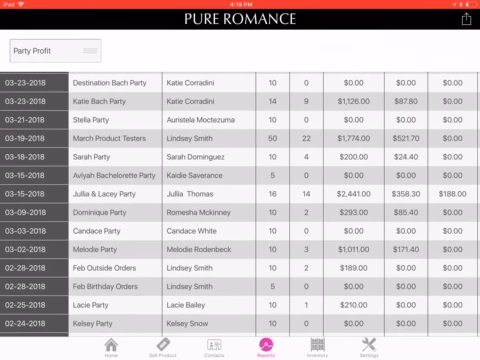 iPad 4:19 PM
PURE ROMANCE
Party Profit
03-23-2018 Destination Bach Party Katie Corradini 10 0 $0.00 $0.00 $0.00
03-23-2018 Katie Bach Party Katie Corradini 14 9 $1,126.00 $87.80 $0.00
03-21-2018 Stella Party Auristela Moctezuma 10 0 $0.00 $0.00 $0.00
03-19-2018 March Product Testers Lindsey Smith 50 22 $1,774.00 $521.70 $0.00
03-18-2018 Sarah Party Sarah Dominguez 10 4 $200.00 $24.40 $0.00
03-15-2018 Aviyah Bachelorette Party Kaidie Saverance 5 0 $0.00 $0.00 $0.00
03-15-2018 Jullia & Lacey Party Jullia Thomas 16 14 $2,441.00 $358.30 $188.00
03-09-2018 Dominique Party Romesha Mckinney 10 2 $293.00 $85.40 $0.00
03-03-2018 Candace Party Candace White 10 0 $0.00 $0.00 $0.00
03-02-2018 Melodie Party Melodie Rodenbeck 10 3 $1,011.00 $171.40 $0.00
02-28-2018 Feb Outside Orders Lindsey Smith 10 2 $189.00 $0.00 $0.00
02-28-2018 Feb Birthday Orders Lindsey Smith 5 0 $0.00 $0.00 $0.00
02-25-2018 Lacie Party Lacie Bailey 10 1 $210.00 $0.00 $0.00
02-24-2018 Kelsey Party Kelsey Snow 10 0 $0.00 $0.00 $0.00
Home Sell Product Contacts Reports Inventory Settings